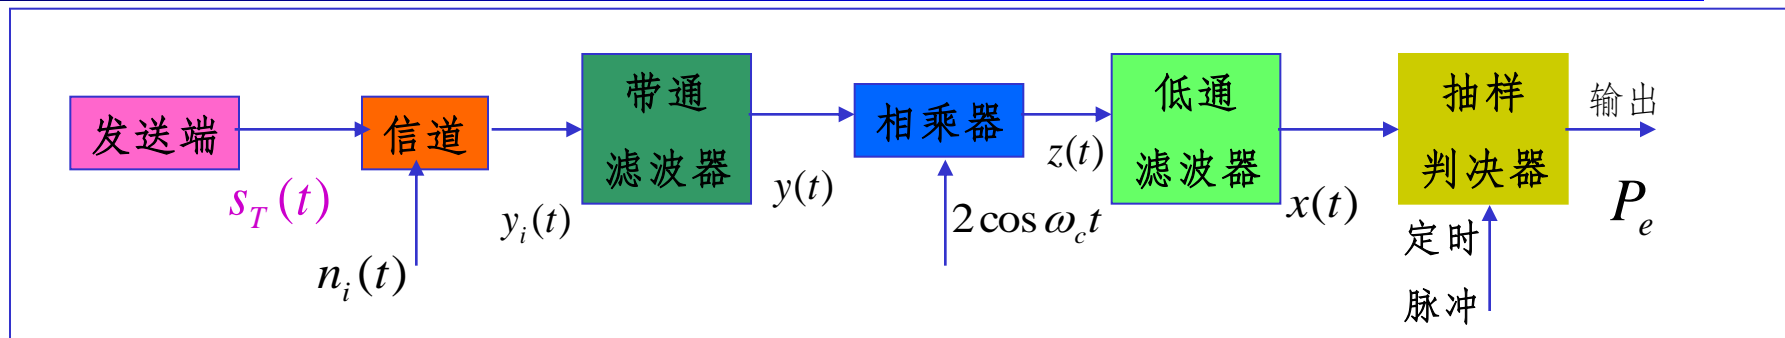 发送端
s_T(t)
信道
n_i(t)
y_i(t)
带通
滤波器
y(t)
相乘器
2cos ω_c t
z(t)
低通
滤波器
x(t)
抽样
判决器
定时
脉冲
输出
P_e